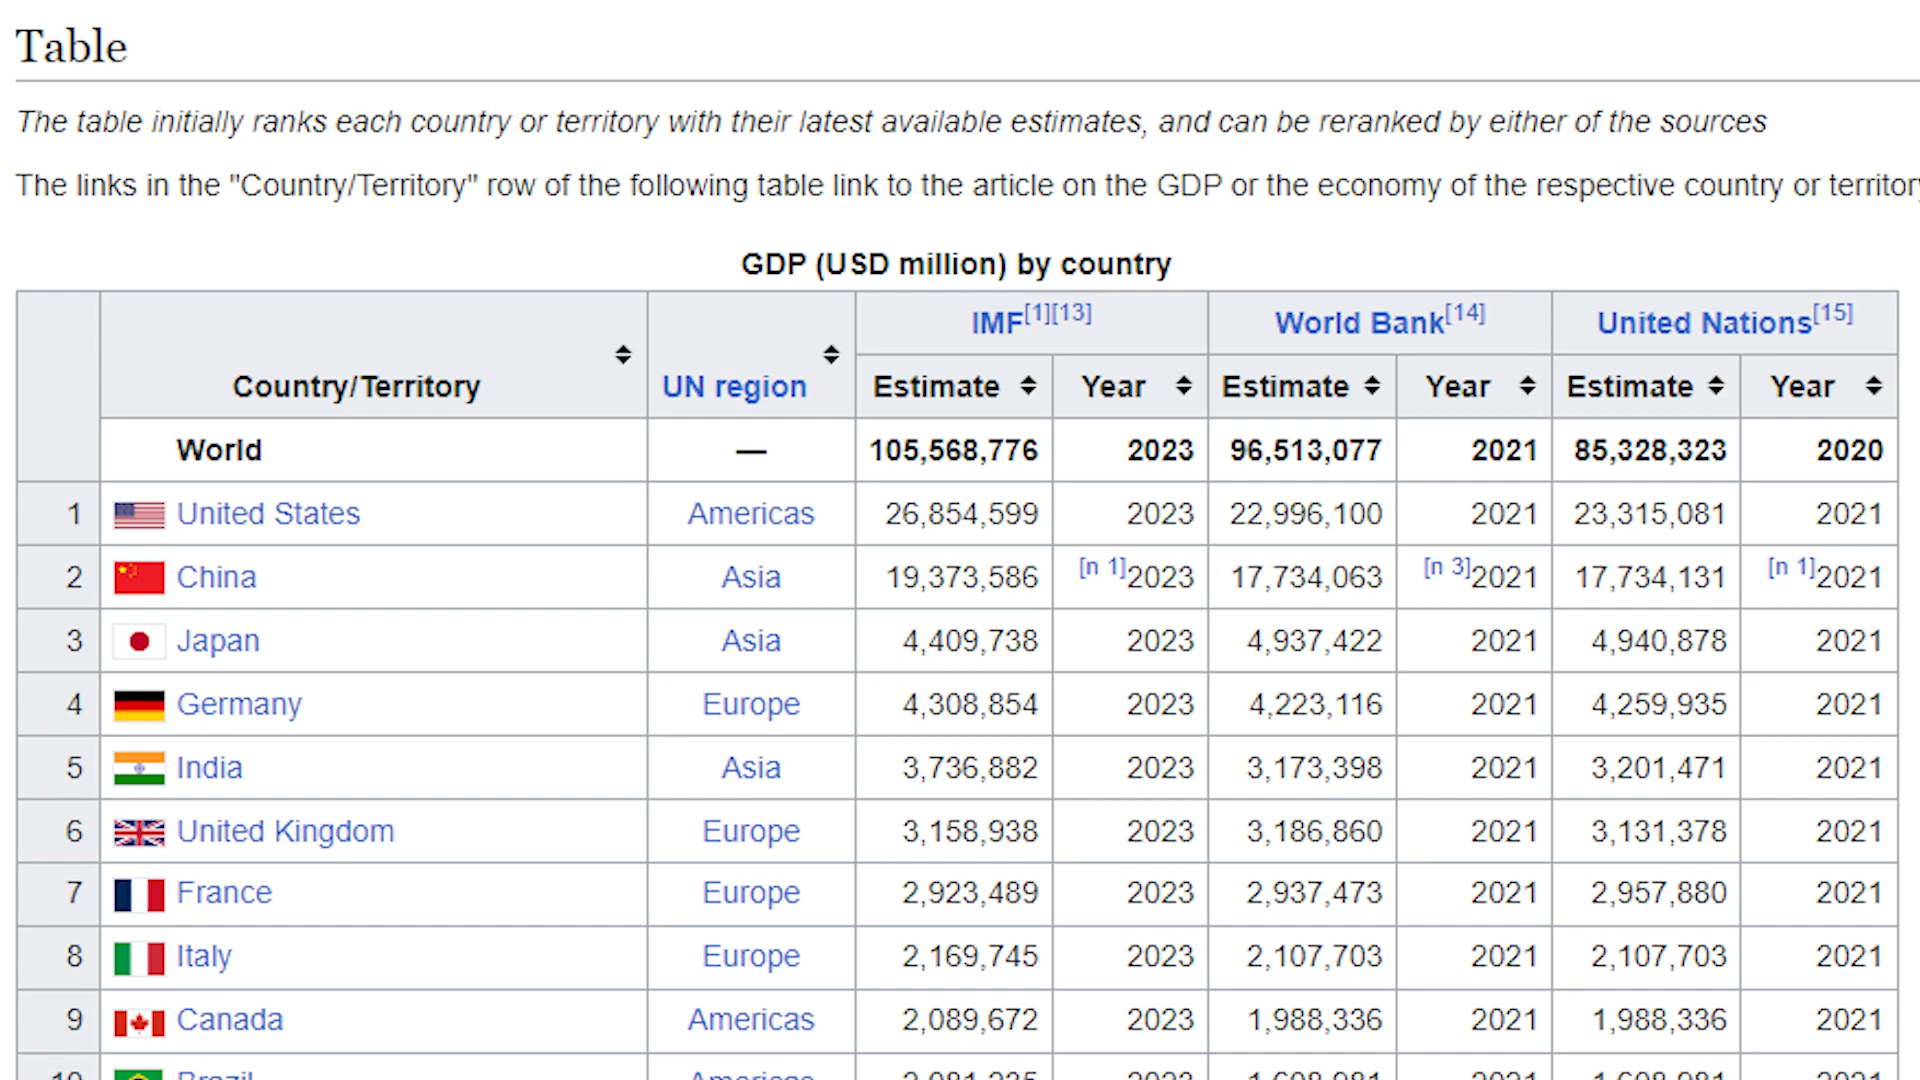 Table
The table initially ranks each country or territory with their latest available estimates, and can be reranked by either of the sources
The links in the "Country/Territory" row of the following table link to the article on the GDP or the economy of the respective country or territory
GDP (USD million) by country
Country/Territory UN region IMF[1][13] World Bank[14] United Nations[15]
Estimate Year Estimate Year Estimate Year
World — 105,568,776 2023 96,513,077 2021 85,328,323 2020
1 United States Americas 26,854,599 2023 22,996,100 2021 23,315,081 2021
2 China Asia 19,373,586 [n 1]2023 17,734,063 [n 3]2021 17,734,131 [n 1]2021
3 Japan Asia 4,409,738 2023 4,937,422 2021 4,940,878 2021
4 Germany Europe 4,308,854 2023 4,223,116 2021 4,259,935 2021
5 India Asia 3,736,882 2023 3,173,398 2021 3,201,471 2021
6 United Kingdom Europe 3,158,938 2023 3,186,860 2021 3,131,378 2021
7 France Europe 2,923,489 2023 2,937,473 2021 2,957,880 2021
8 Italy Europe 2,169,745 2023 2,107,703 2021 2,107,703 2021
9 Canada Americas 2,089,672 2023 1,988,336 2021 1,988,336 2021
10 Brazil Americas 2023 2021 2021